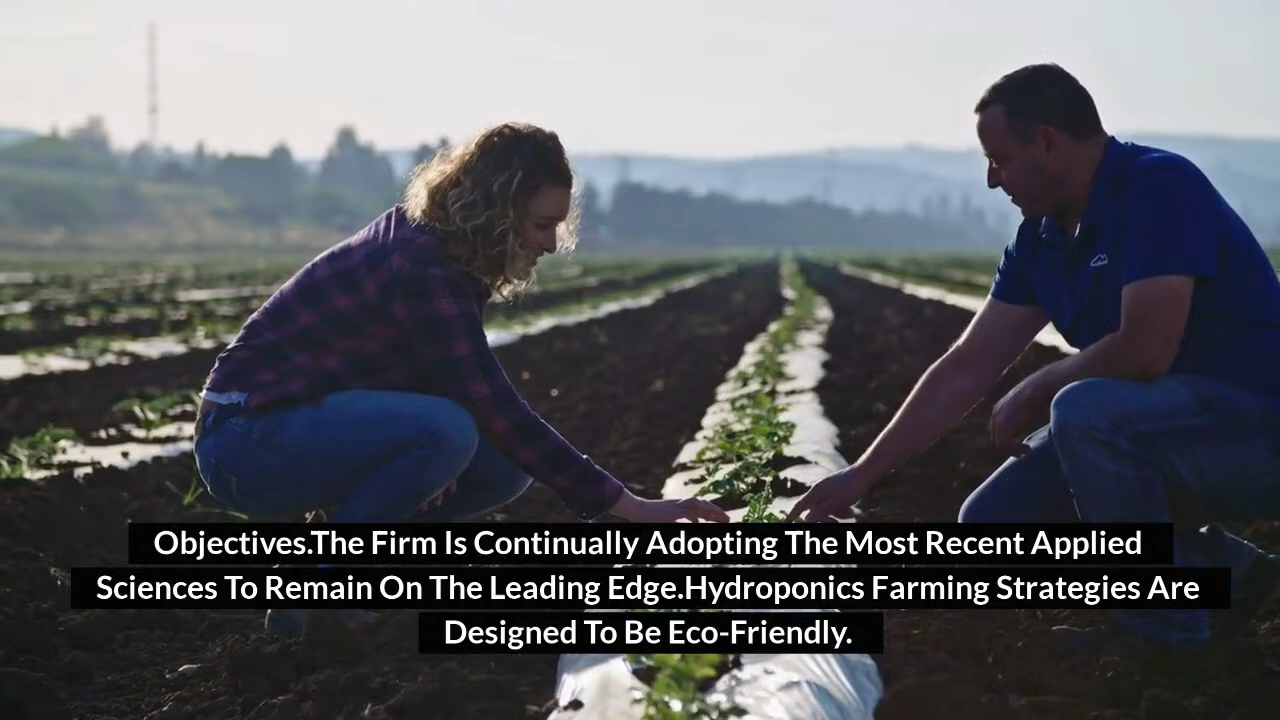 Objectives.The Firm Is Continually Adopting The Most Recent Applied
Sciences To Remain On The Leading Edge.Hydroponics Farming Strategies Are
Designed To Be Eco-Friendly.